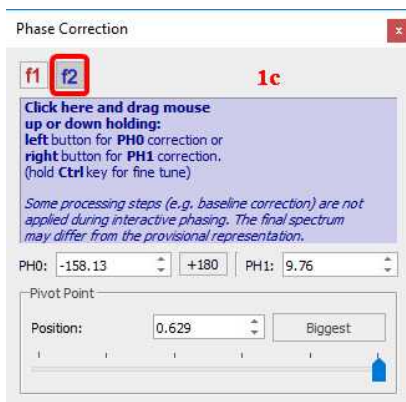 Phase Correction
x
f1 f2 1c
Click here and drag mouse
up or down holding:
left button for PH0 correction or
right button for PH1 correction.
(hold Ctrl key for fine tune)
Some processing steps (e.g. baseline correction) are not
applied during interactive phasing. The final spectrum
may differ from the provisional representation.
PH0: -158.13 +180 PH1: 9.76
Pivot Point
Position: 0.629 Biggest